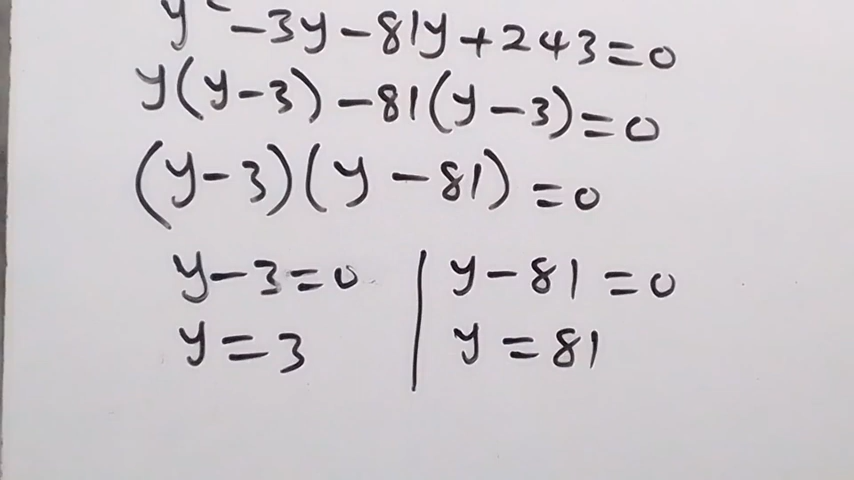 y² -3y-81y+243=0
y(y-3)-81(y-3)=0
(y-3)(y-81)=0
y-3=0 | y-81=0
y=3 | y=81